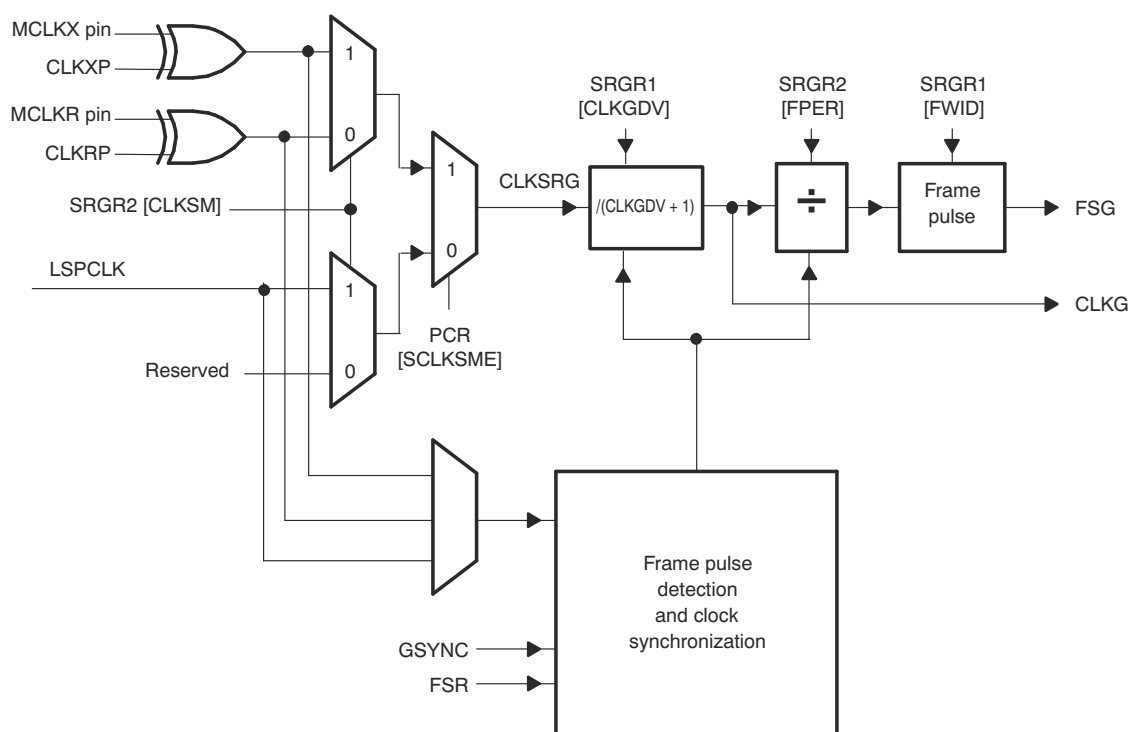 MCLKX pin
CLKXP
MCLKR pin
CLKRP
1
0
SRGR2 [CLKSM]
LSPCLK
1
0
Reserved
1
0
PCR
[SCLKSME]
CLKSRG
SRGR1
[CLKGDV]
/(CLKGDV + 1)
SRGR2
[FPER]
÷
SRGR1
[FWID]
Frame
pulse
FSG
CLKG
Frame pulse
detection
and clock
synchronization
GSYNC
FSR